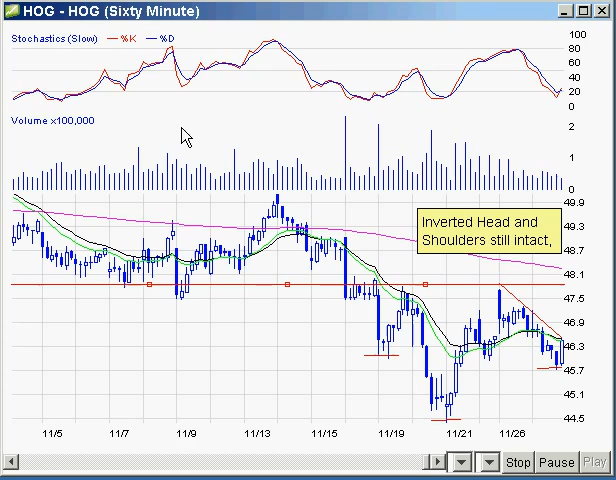 HOG - HOG (Sixty Minute)
Stochastics (Slow) %K %D
100
80
60
40
20
0
Volume x100,000
2
1
0
49.9
49.3
48.7
48.1
47.5
46.9
46.3
45.7
45.1
44.5
Inverted Head and
Shoulders still intact,
11/5 11/7 11/9 11/13 11/15 11/19 11/21 11/26
Stop Pause Play